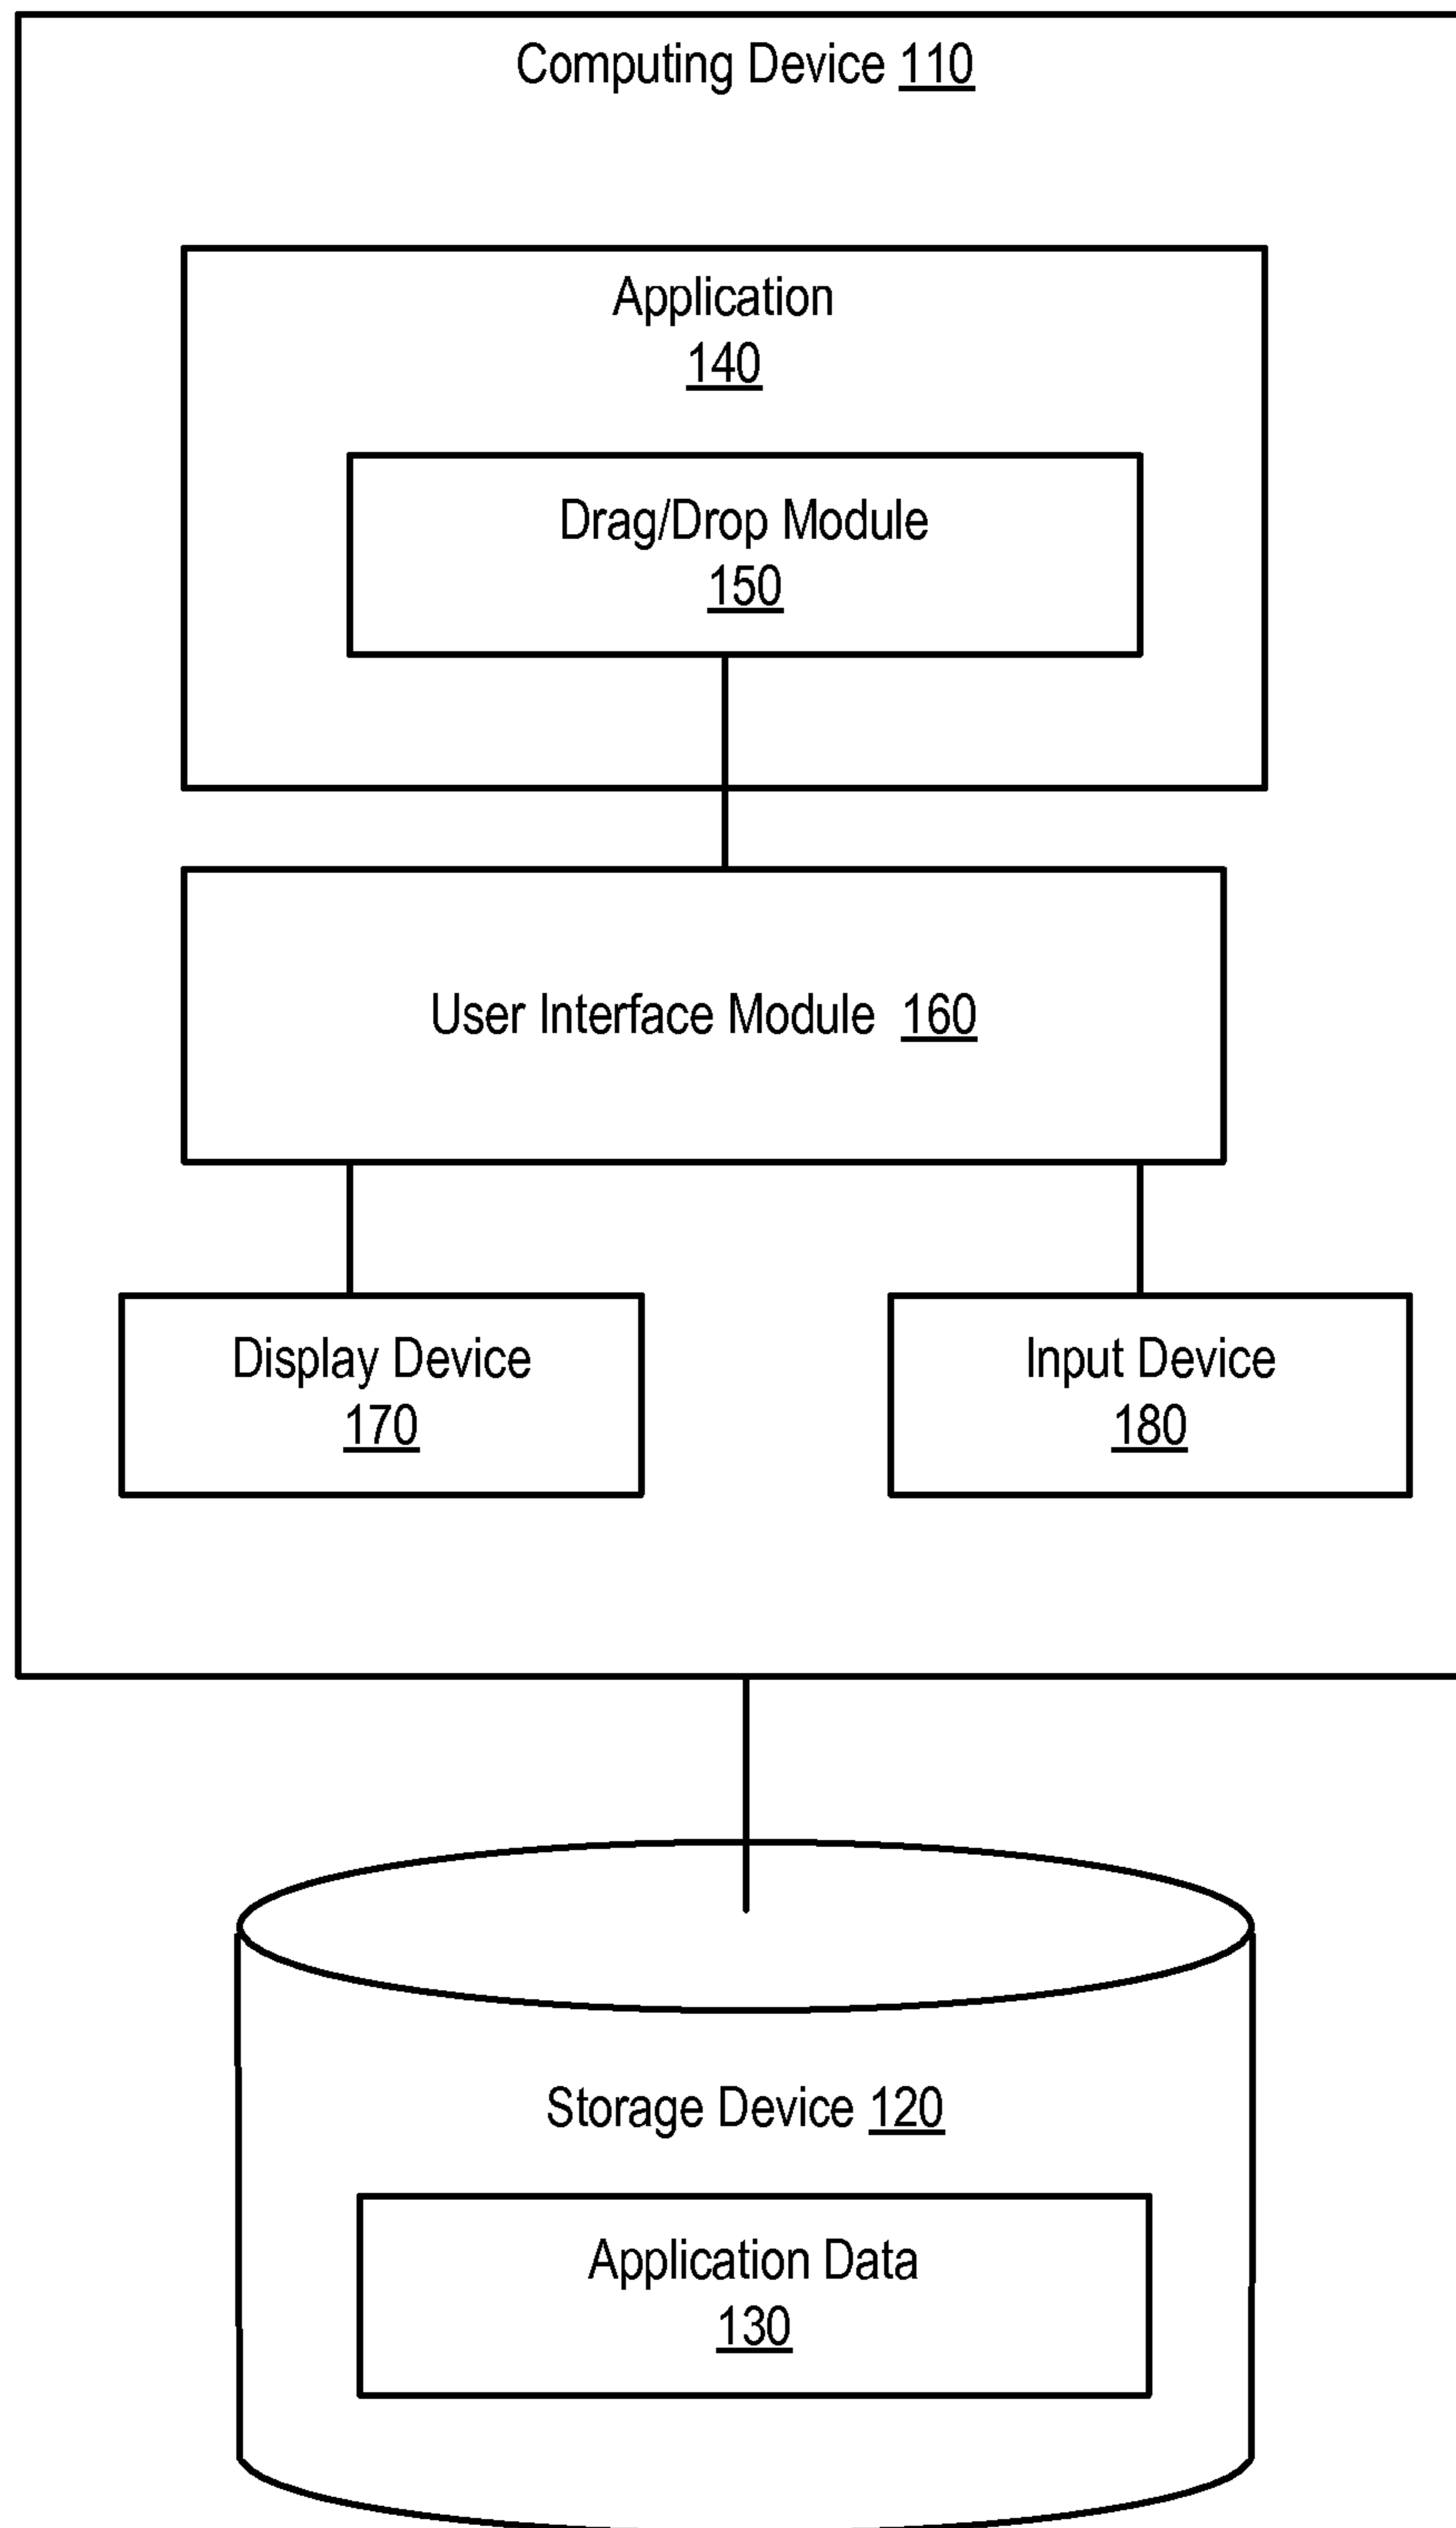 Computing Device 110
Application
140
Drag/Drop Module
150
User Interface Module 160
Display Device
170
Input Device
180
Storage Device 120
Application Data
130